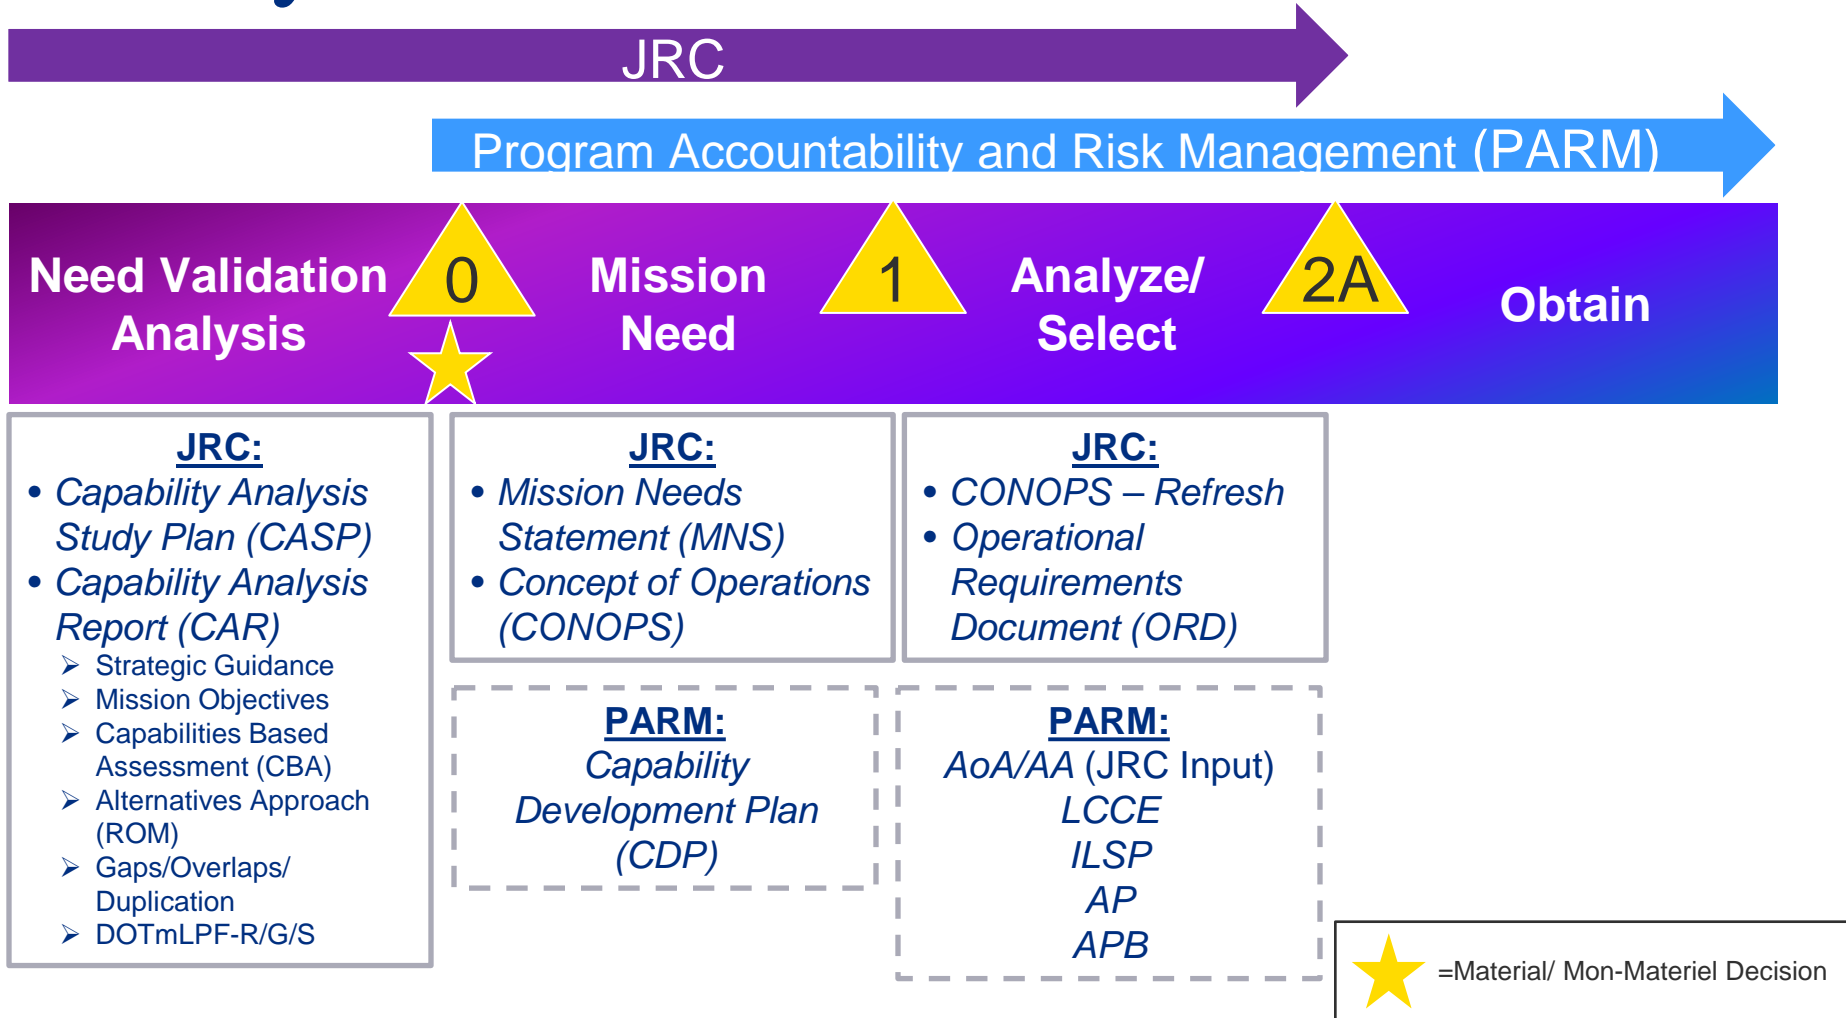 JRC
Program Accountability and Risk Management (PARM)
Need Validation
Analysis
0
Mission
Need
1
Analyze/
Select
2A
Obtain
JRC:
• Capability Analysis
Study Plan (CASP)
• Capability Analysis
Report (CAR)
➢ Strategic Guidance
➢ Mission Objectives
➢ Capabilities Based
Assessment (CBA)
➢ Alternatives Approach
(ROM)
➢ Gaps/Overlaps/
Duplication
➢ DOTmLPF-R/G/S
JRC:
• Mission Needs
Statement (MNS)
• Concept of Operations
(CONOPS)
PARM:
Capability
Development Plan
(CDP)
JRC:
• CONOPS – Refresh
• Operational
Requirements
Document (ORD)
PARM:
AoA/AA (JRC Input)
LCCE
ILSP
AP
APB
=Material/ Mon-Materiel Decision